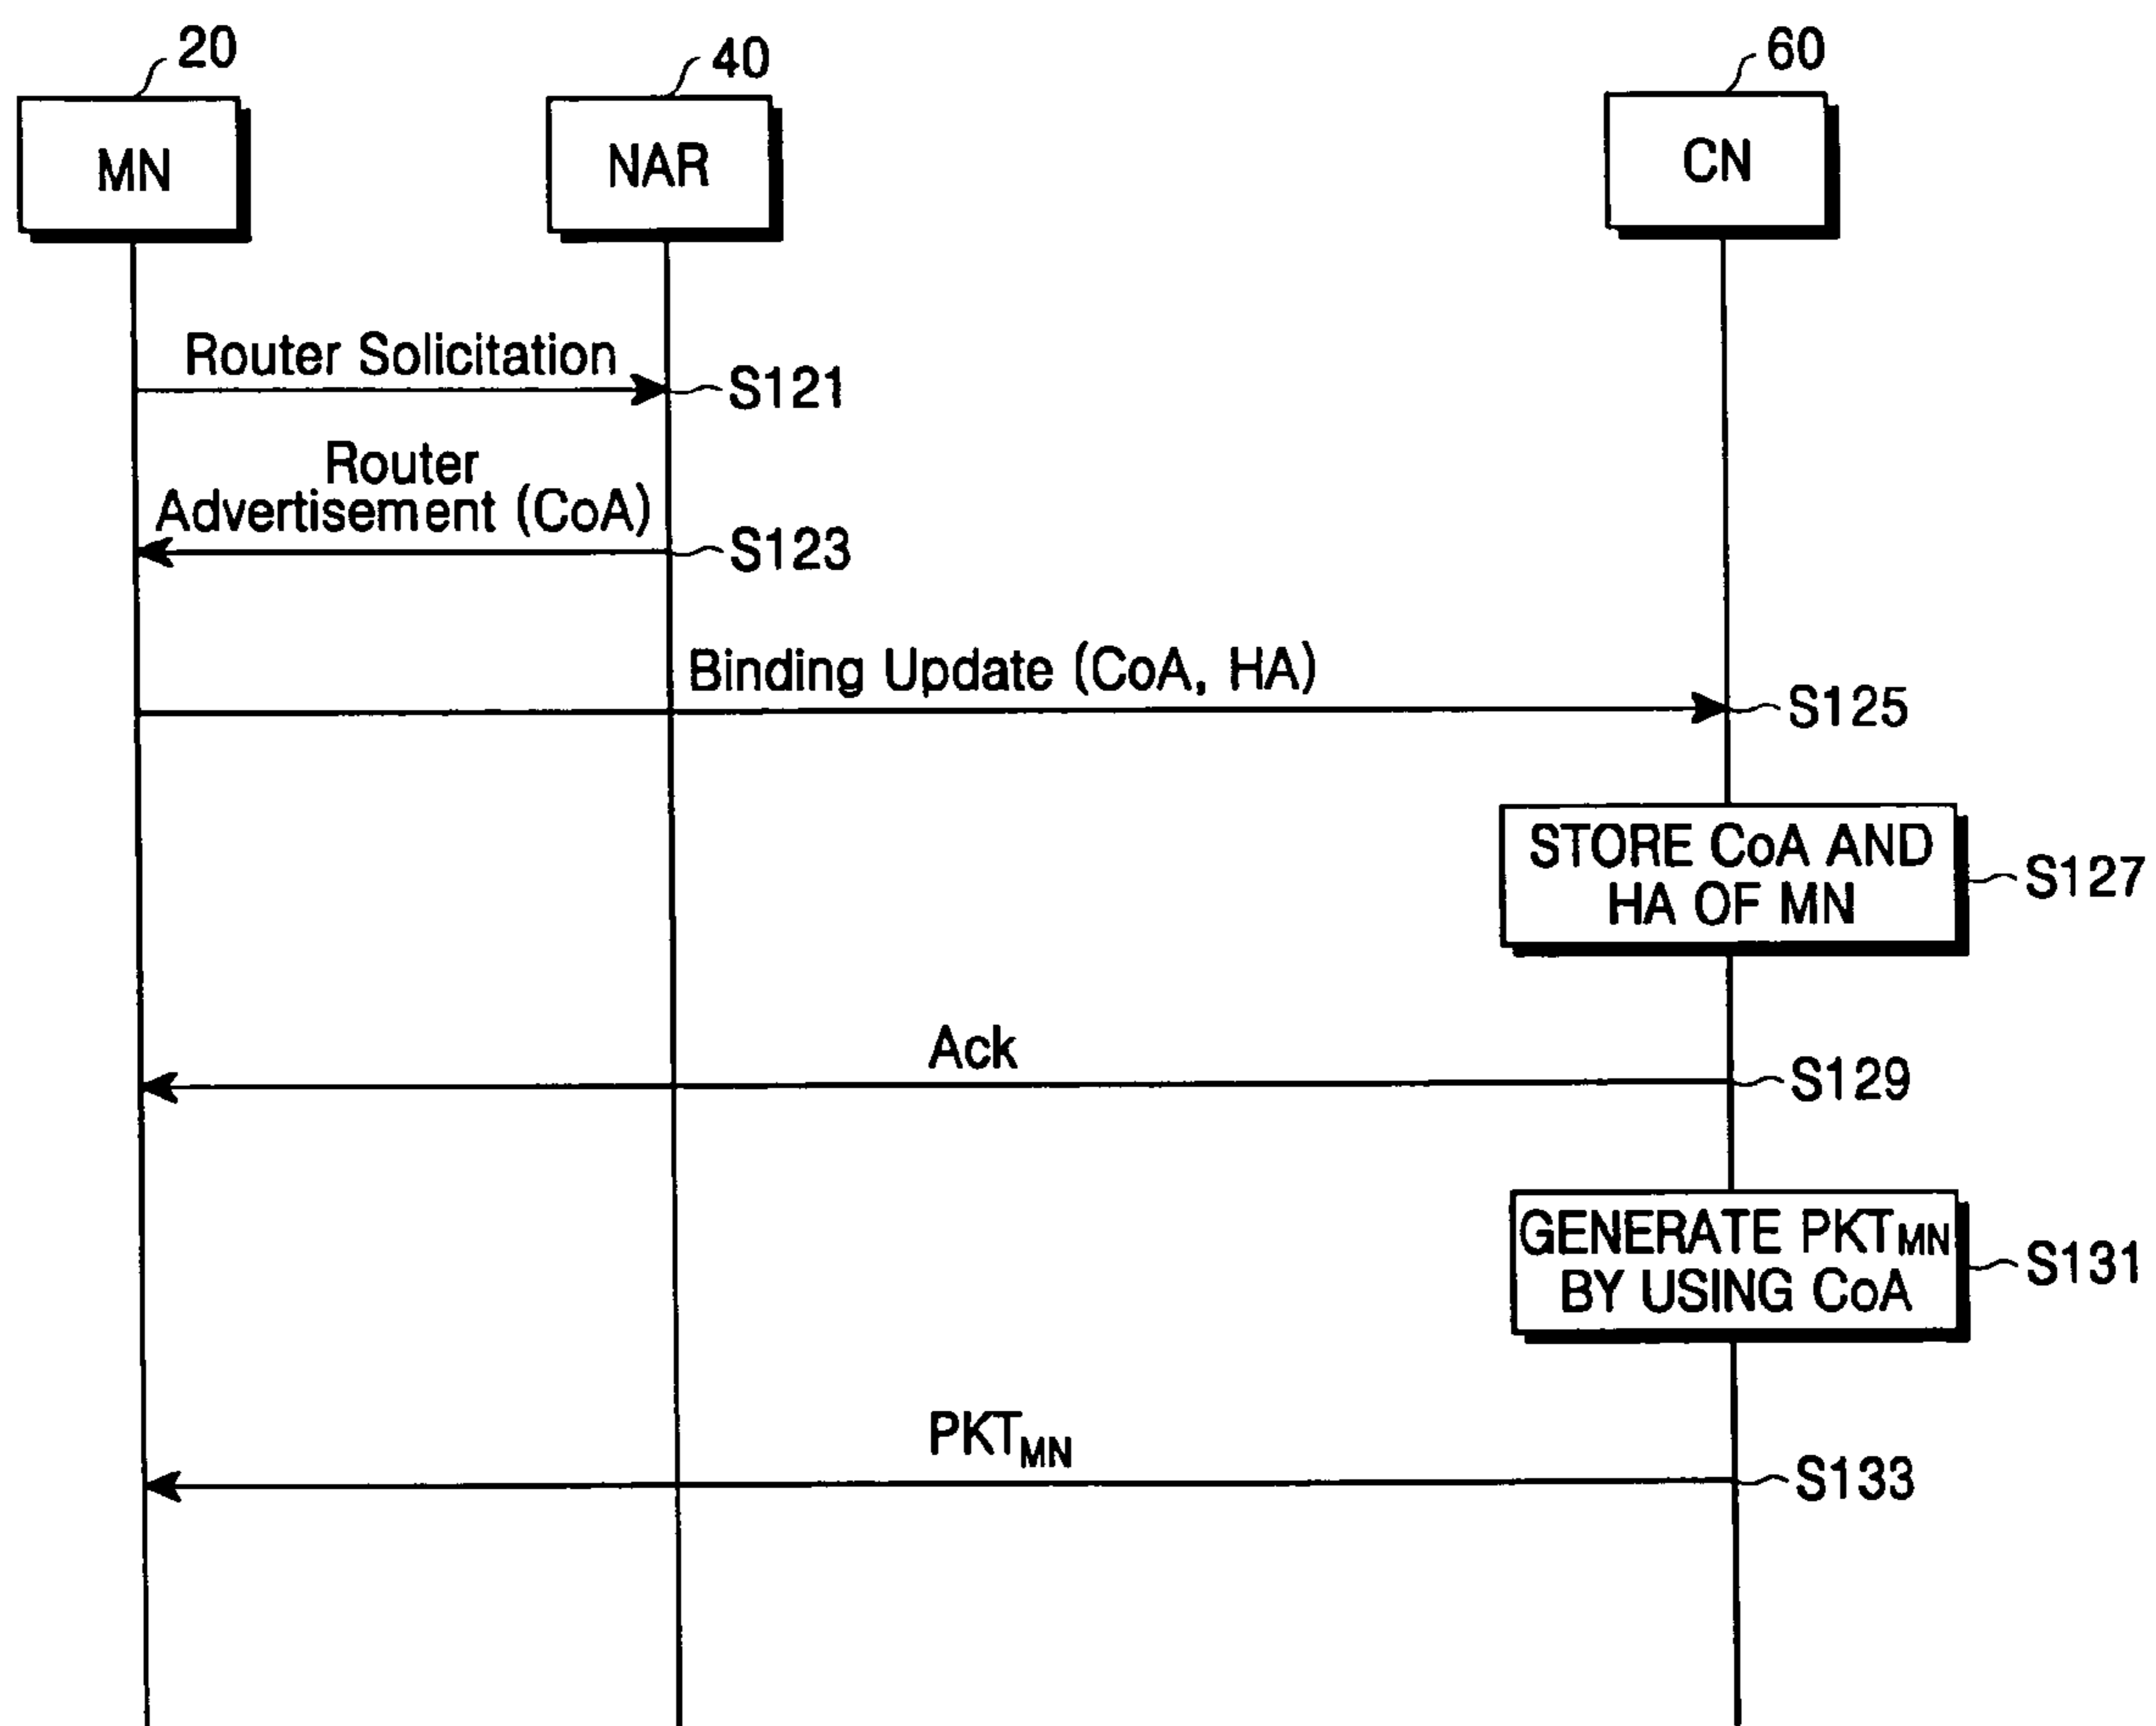 20
40
60
MN
NAR
CN
Router Solicitation
S121
Router
Advertisement (CoA)
S123
Binding Update (CoA, HA)
S125
STORE CoA AND
HA OF MN
S127
Ack
S129
GENERATE PKTMN
BY USING CoA
S131
PKTMN
S133